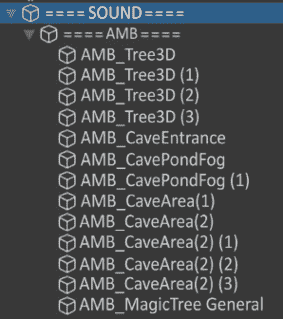 ====SOUND====
====AMB====
AMB_Tree3D
AMB_Tree3D (1)
AMB_Tree3D (2)
AMB_Tree3D (3)
AMB_CaveEntrance
AMB_CavePondFog
AMB_CavePondFog (1)
AMB_CaveArea(1)
AMB_CaveArea(2)
AMB_CaveArea(2) (1)
AMB_CaveArea(2) (2)
AMB_CaveArea(2) (3)
AMB_MagicTree General